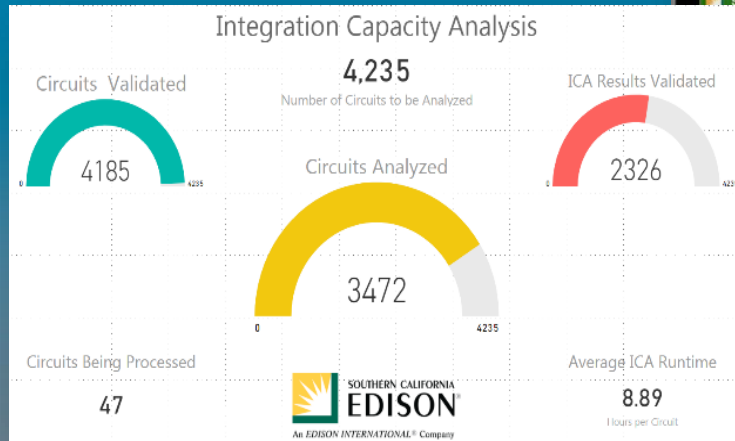 Integration Capacity Analysis
Circuits Validated
4185
0
4235
4,235
Number of Circuits to be Analyzed
ICA Results Validated
2326
0
423
Circuits Analyzed
3472
0
4235
Circuits Being Processed
47
SOUTHERN CALIFORNIA
EDISON®
An EDISON INTERNATIONAL® Company
Average ICA Runtime
8.89
Hours per Circuit